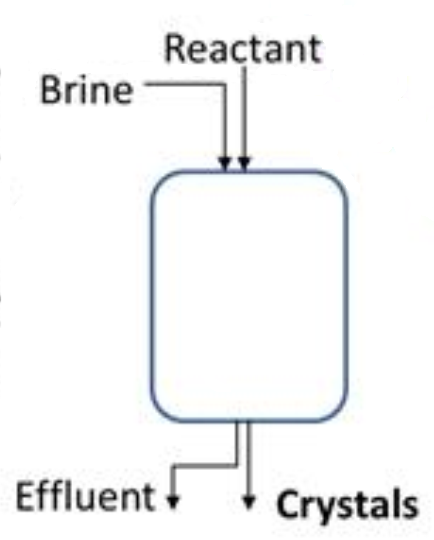 Reactant
Brine
Effluent
Crystals